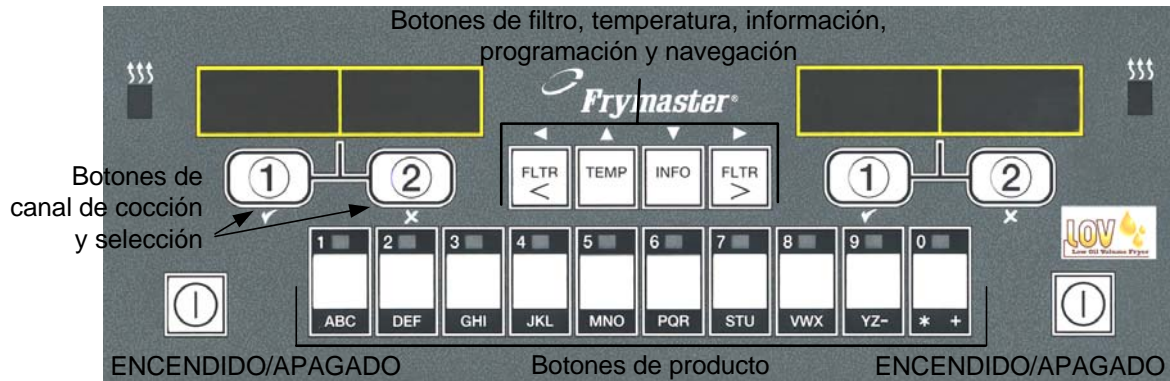 Botones de filtro, temperatura, información,
programación y navegación
Frymaster
Botones de
canal de cocción
y selección
1 2
FLTR < TEMP INFO FLTR >
1 2
1 2 3 4 5 6 7 8 9 0
ABC DEF GHI JKL MNO PQR STU VWX YZ- * +
LOV
Low Oil Volume Fryer
ENCENDIDO/APAGADO Botones de producto ENCENDIDO/APAGADO